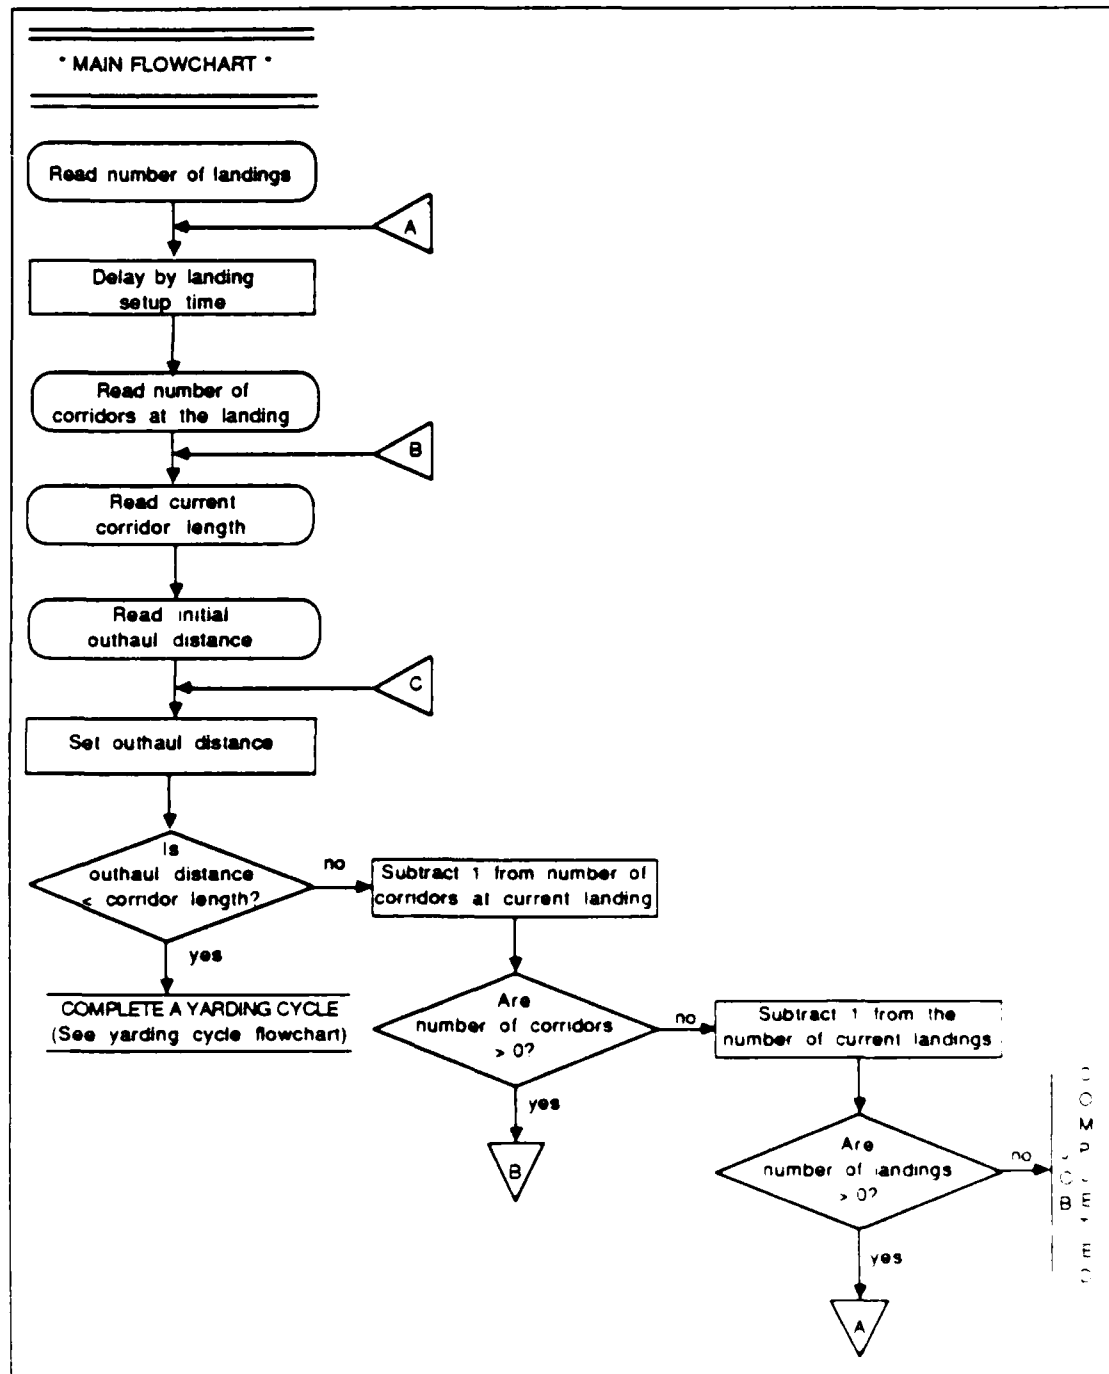 " MAIN FLOWCHART "
Read number of landings
A
Delay by landing
setup time
Read number of
corridors at the landing
B
Read current
corridor length
Read initial
outhaul distance
C
Set outhaul distance
Is
outhaul distance
< corridor length?
no
Subtract 1 from number of
corridors at current landing
yes
COMPLETE A YARDING CYCLE
(See yarding cycle flowchart)
Are
number of corridors
> 0?
no
Subtract 1 from the
number of current landings
yes
B
Are
number of landings
> 0?
no
JOB
COMPLETED
yes
A